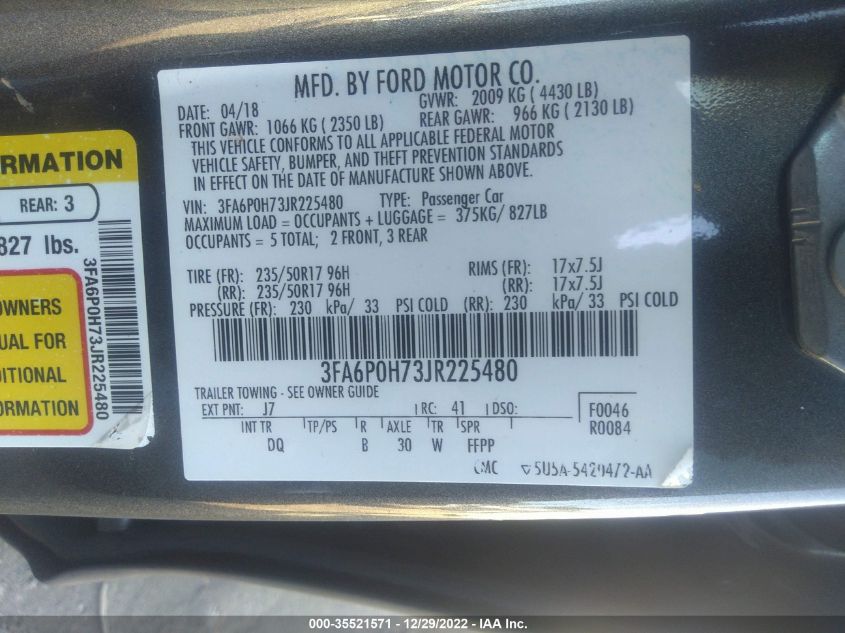 MFD. BY FORD MOTOR CO.
DATE: 04/18 GVWR: 2009 KG ( 4430 LB)
FRONT GAWR: 1066 KG ( 2350 LB) REAR GAWR: 966 KG ( 2130 LB)
THIS VEHICLE CONFORMS TO ALL APPLICABLE FEDERAL MOTOR
VEHICLE SAFETY, BUMPER, AND THEFT PREVENTION STANDARDS
IN EFFECT ON THE DATE OF MANUFACTURE SHOWN ABOVE.
VIN: 3FA6P0H73JR225480 TYPE: Passenger Car
MAXIMUM LOAD = OCCUPANTS + LUGGAGE = 375KG/ 827LB
OCCUPANTS = 5 TOTAL; 2 FRONT, 3 REAR
TIRE (FR): 235/50R17 96H RIMS (FR): 17x7.5J
(RR): 235/50R17 96H (RR): 17x7.5J
PRESSURE (FR): 230 kPa/ 33 PSI COLD (RR): 230 kPa/ 33 PSI COLD
3FA6P0H73JR225480
TRAILER TOWING - SEE OWNER GUIDE
EXT PNT: J7 RC: 41 DSO: F0046
R0084
INT TR TP/PS R AXLE TR SPR
DQ B 30 W FFPP
RMATION
REAR: 3
827 lbs.
3FA6P0H73JR225480
OWNERS
UAL FOR
DITIONAL
ORMATION
000-35521571 - 12/29/2022 - IAA Inc.